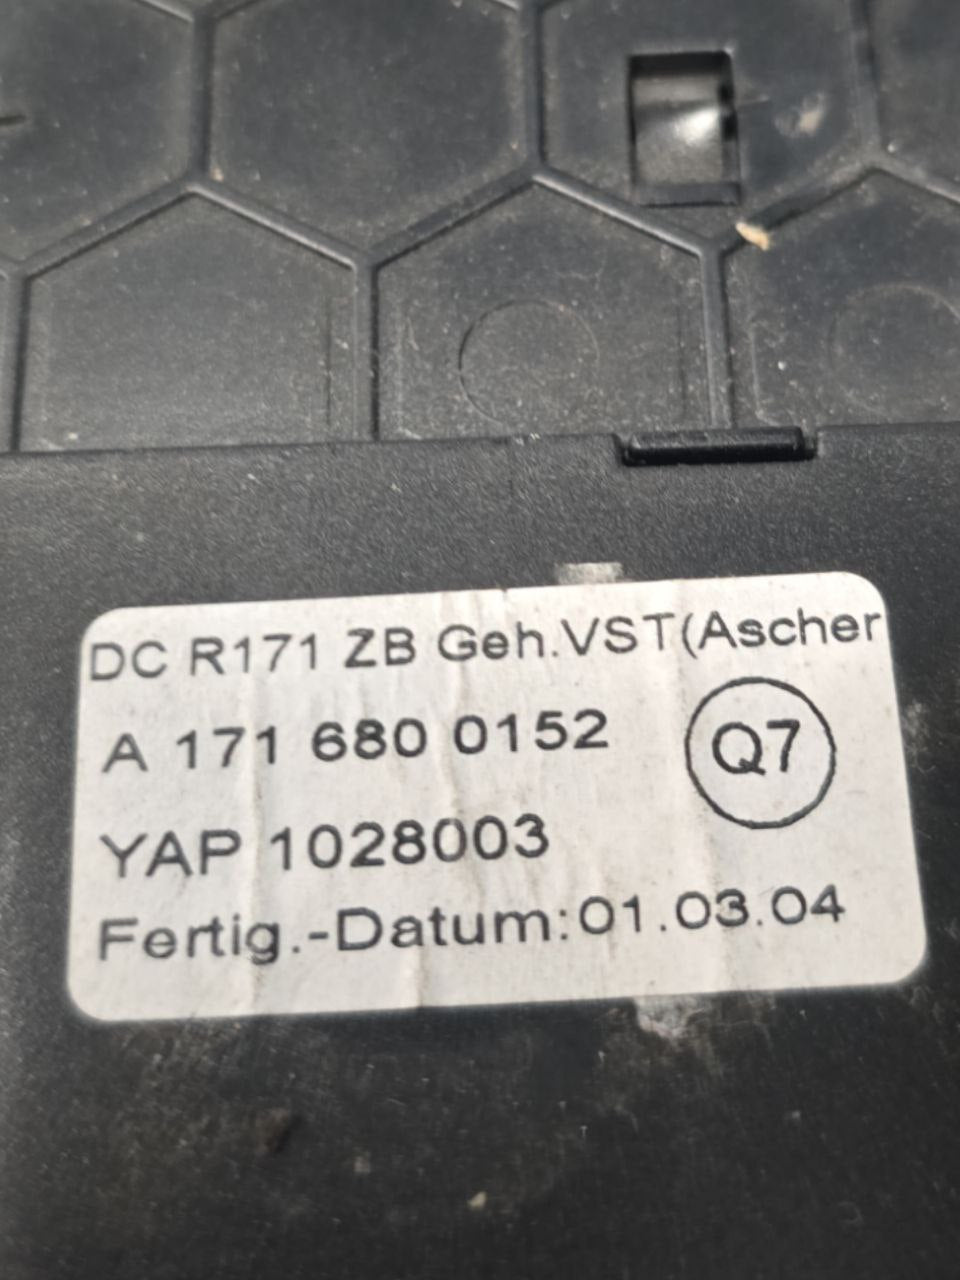 DC R171 ZB Geh.VST(Ascher
A 171 680 0152
Q7
YAP 1028003
Fertig.-Datum:01.03.04